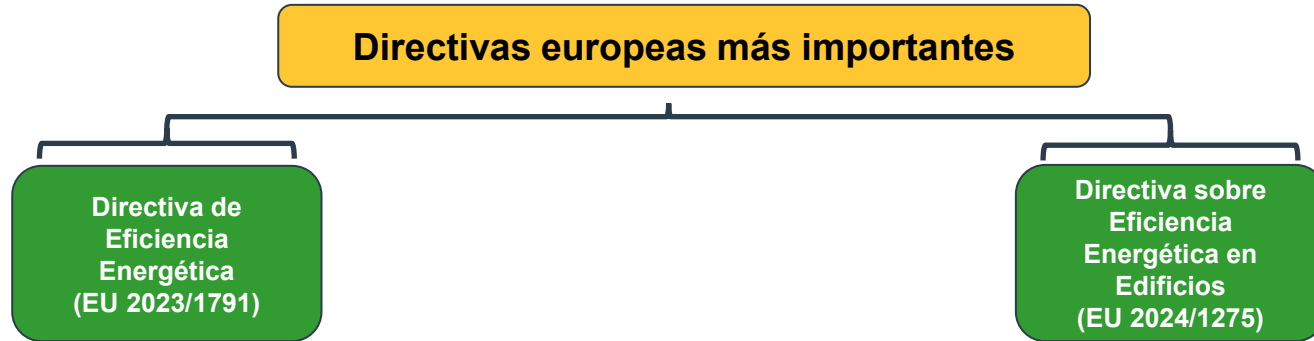 Directivas europeas más importantes
Directiva de
Eficiencia
Energética
(EU 2023/1791)
Directiva sobre
Eficiencia
Energética en
Edificios
(EU 2024/1275)